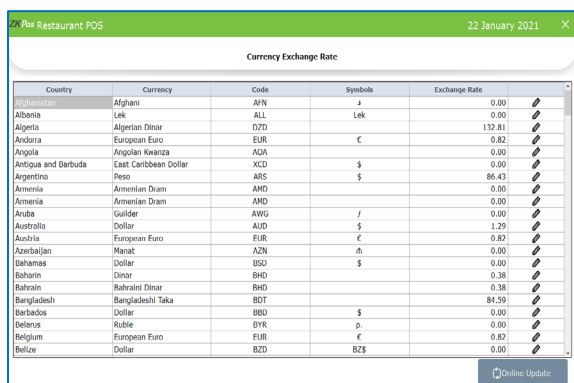 ZKPos Restaurant POS 22 January 2021 X
Currency Exchange Rate
Country Currency Code Symbols Exchange Rate
Afghanistan Afghani AFN 0.00
Albania Lek ALL Lek 0.00
Algeria Algerian Dinar DZD 132.81
Andorra European Euro EUR € 0.82
Angola Angolan Kwanza AOA 0.00
Antigua and Barbuda East Caribbean Dollar XCD $ 0.00
Argentina Peso ARS $ 86.43
Armenia Armenian Dram AMD 0.00
Armenia Armenian Dram AMD 0.00
Aruba Guilder AWG ƒ 0.00
Australia Dollar AUD $ 1.29
Austria European Euro EUR € 0.82
Azerbaijan Manat AZN ₼ 0.00
Bahamas Dollar BSD $ 0.00
Baharin Dinar BHD 0.38
Bahrain Bahraini Dinar BHD 0.38
Bangladesh Bangladeshi Taka BDT 84.59
Barbados Dollar BBD $ 0.00
Belarus Ruble BYR p. 0.00
Belgium European Euro EUR € 0.82
Belize Dollar BZD BZ$ 0.00
Online Update